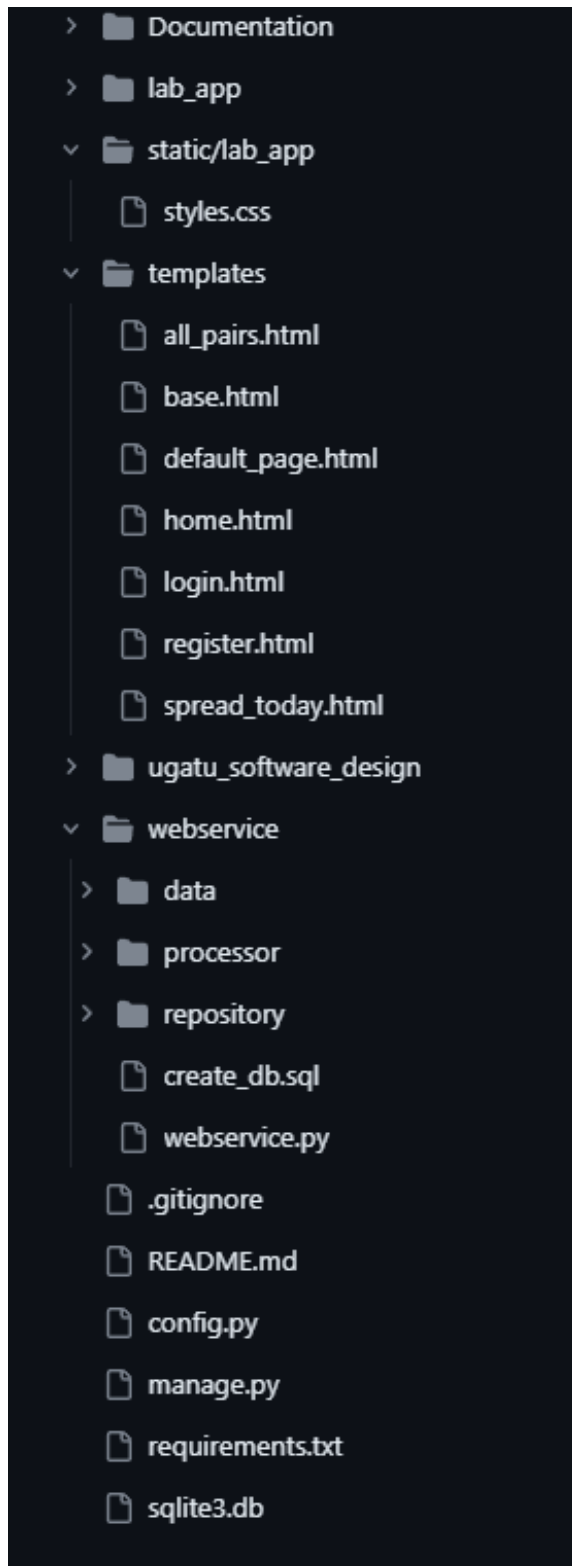 Documentation
lab_app
static/lab_app
styles.css
templates
all_pairs.html
base.html
default_page.html
home.html
login.html
register.html
spread_today.html
ugatu_software_design
webservice
data
processor
repository
create_db.sql
webservice.py
.gitignore
README.md
config.py
manage.py
requirements.txt
sqlite3.db